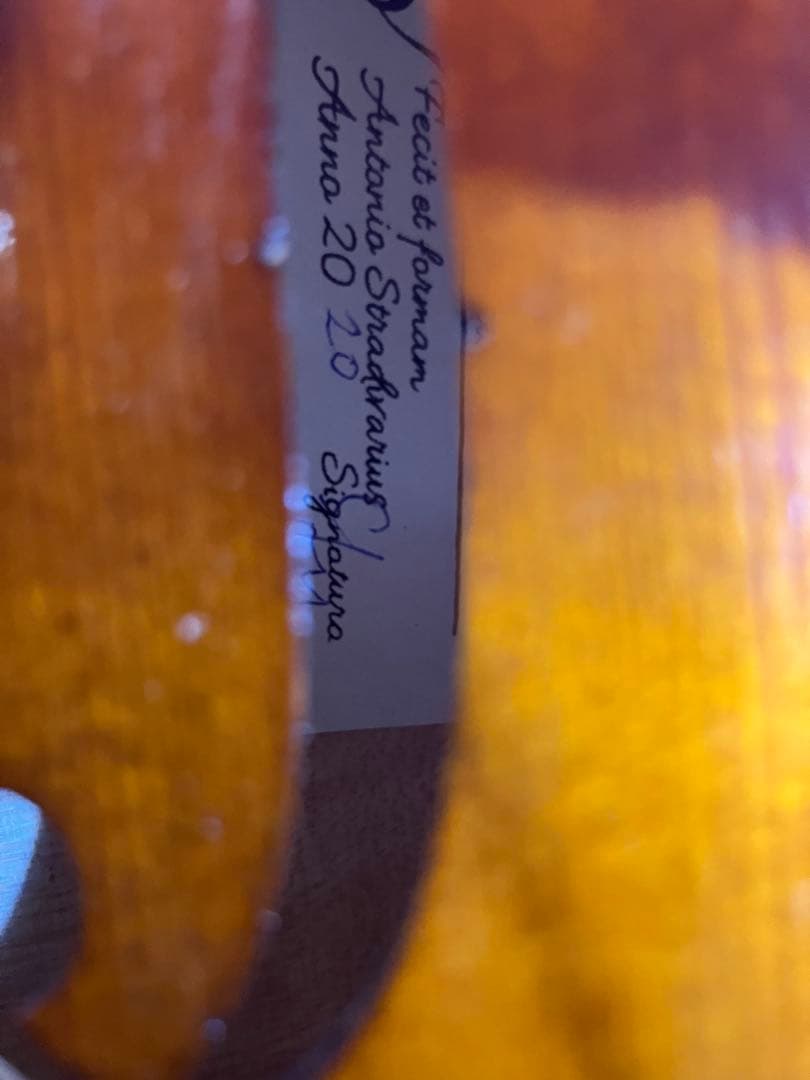 Fecit et formam
Antonio Stradivarius
Anno 20 20 Signatura